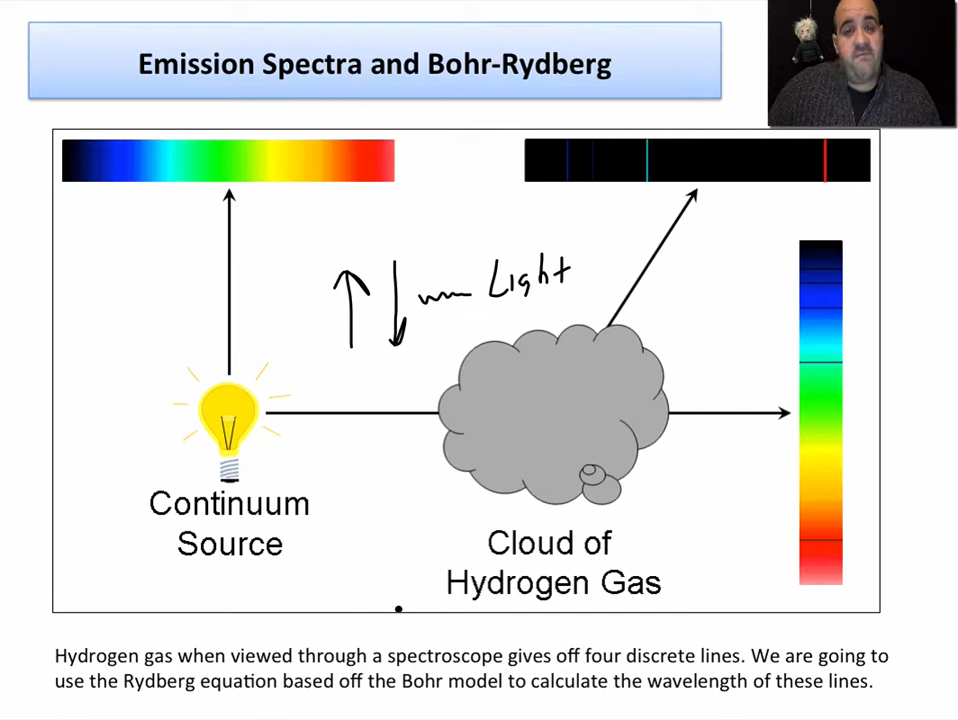 Emission Spectra and Bohr-Rydberg
Light
Continuum
Source
Cloud of
Hydrogen Gas
Hydrogen gas when viewed through a spectroscope gives off four discrete lines. We are going to
use the Rydberg equation based off the Bohr model to calculate the wavelength of these lines.